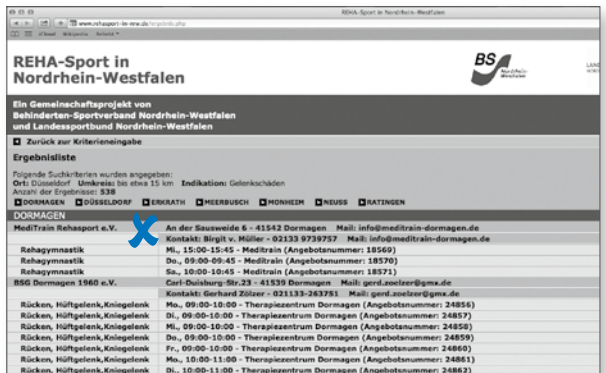 REHA-Sport in Nordrhein-Westfalen
www.rehasport-in-nrw.de/ergebnis.php
iCloud Wikipedia Beliebt
REHA-Sport in
Nordrhein-Westfalen
BS
Nordrhein-
Westfalen
Ein Gemeinschaftsprojekt von
Behinderten-Sportverband Nordrhein-Westfalen
und Landessportbund Nordrhein-Westfalen
Zurück zur Kriterieneingabe
Ergebnisliste
Folgende Suchkriterien wurden angegeben:
Ort: Düsseldorf Umkreis: bis etwa 15 km Indikation: Gelenkschäden
Anzahl der Ergebnisse: 538
DORMAGEN DÜSSELDORF ERKRATH MEERBUSCH MONHEIM NEUSS RATINGEN
DORMAGEN
MediTrain Rehasport e.V. An der Sausweide 6 - 41542 Dormagen Mail: info@meditrain-dormagen.de
Kontakt: Birgit v. Müller - 02133 9739757 Mail: info@meditrain-dormagen.de
Rehagymnastik Mi., 15:00-15:45 - Meditrain (Angebotsnummer: 18569)
Rehagymnastik Do., 09:00-09:45 - Meditrain (Angebotsnummer: 18570)
Rehagymnastik Sa., 10:00-10:45 - Meditrain (Angebotsnummer: 18571)
BSG Dormagen 1960 e.V. Carl-Duisburg-Str.23 - 41539 Dormagen Mail: gerd.zoelzer@gmx.de
Kontakt: Gerhard Zölzer - 021133-263751 Mail: gerd.zoelzer@gmx.de
Rücken, Hüftgelenk,Kniegelenk Mo., 09:00-10:00 - Therapiezentrum Dormagen (Angebotsnummer: 24856)
Rücken, Hüftgelenk,Kniegelenk Di., 09:00-10:00 - Therapiezentrum Dormagen (Angebotsnummer: 24857)
Rücken, Hüftgelenk,Kniegelenk Mi., 09:00-10:00 - Therapiezentrum Dormagen (Angebotsnummer: 24858)
Rücken, Hüftgelenk,Kniegelenk Do., 09:00-10:00 - Therapiezentrum Dormagen (Angebotsnummer: 24859)
Rücken, Hüftgelenk,Kniegelenk Fr., 09:00-10:00 - Therapiezentrum Dormagen (Angebotsnummer: 24860)
Rücken, Hüftgelenk,Kniegelenk Mo., 10:00-11:00 - Therapiezentrum Dormagen (Angebotsnummer: 24861)
Rücken, Hüftgelenk,Kniegelenk Di., 10:00-11:00 - Therapiezentrum Dormagen (Angebotsnummer: 24862)